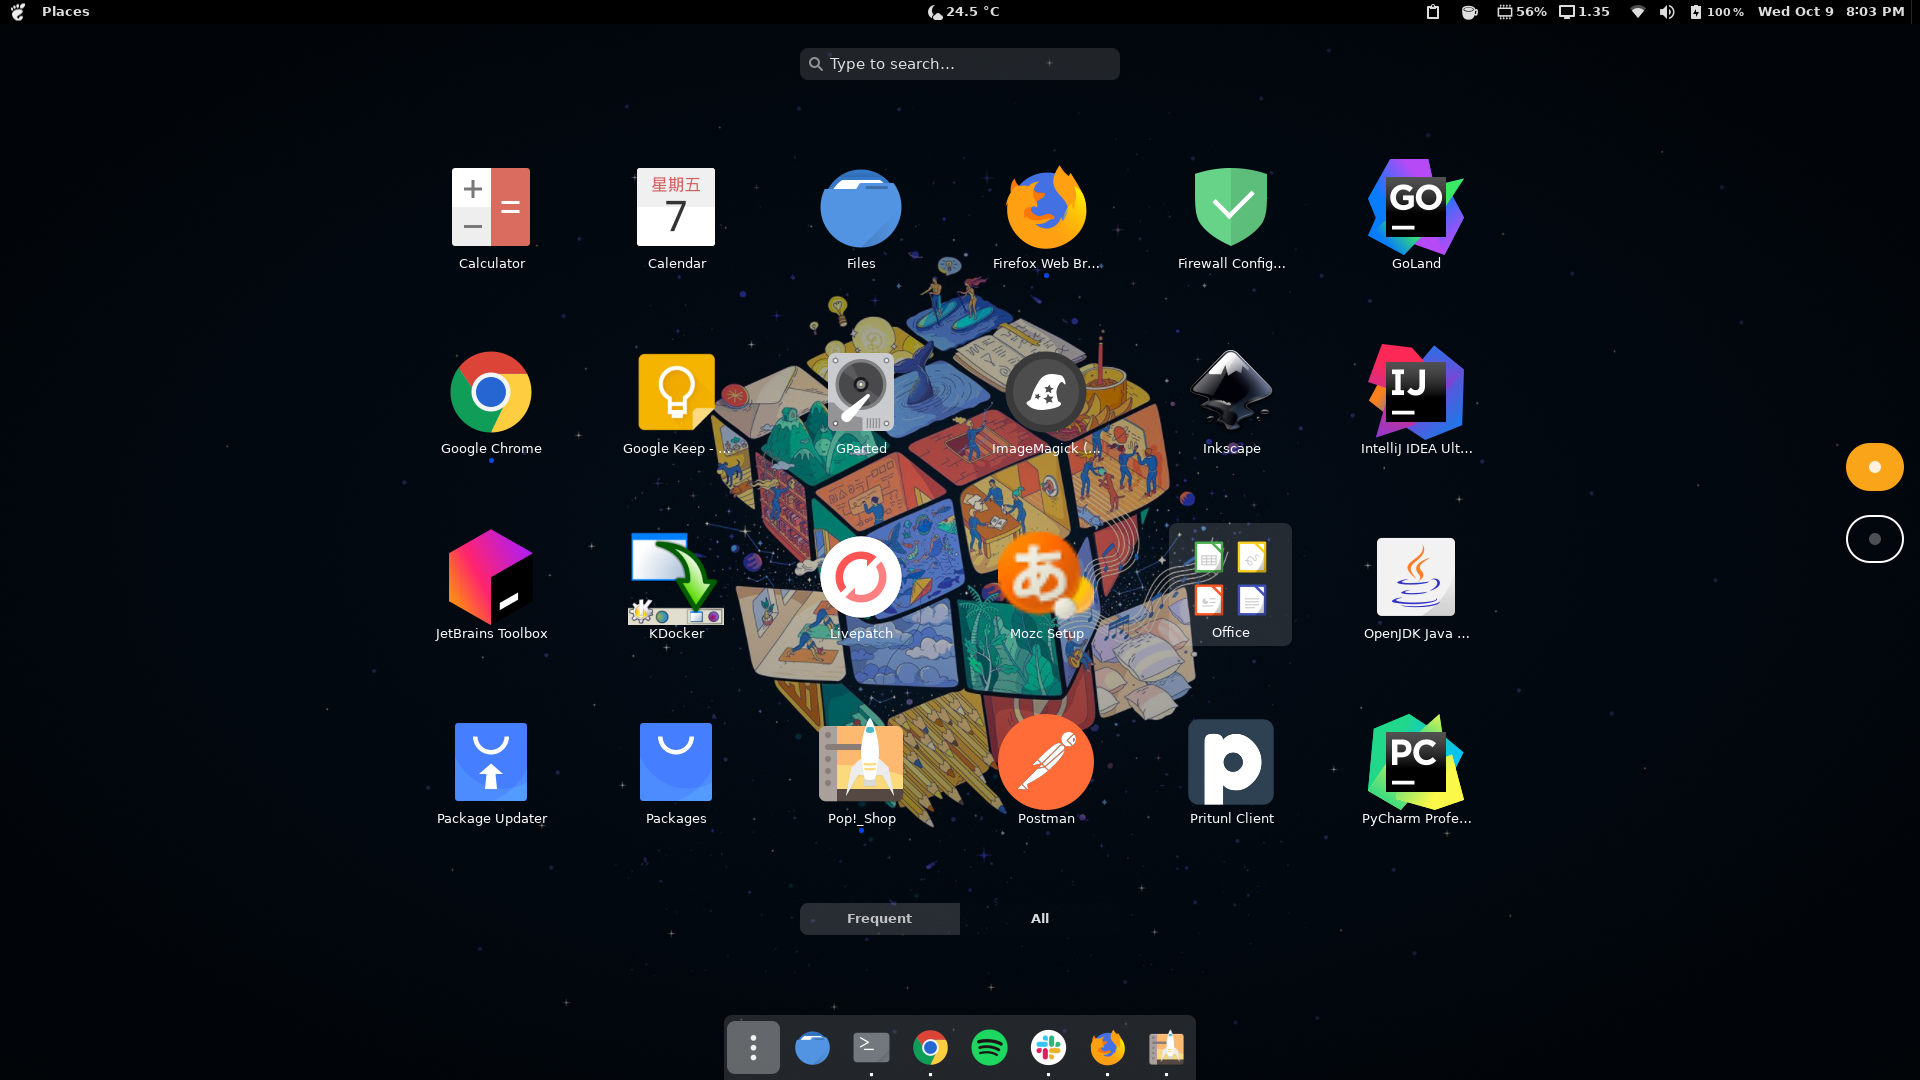 Places
24.5 °C
56%
1.35
100 %
Wed Oct 9 8:03 PM
Type to search…
星期五
7
GO
Calculator
Calendar
Files
Firefox Web Br…
Firewall Config…
GoLand
IJ
Google Chrome
Google Keep - …
GParted
ImageMagick (…
Inkscape
IntelliJ IDEA Ult…
あ
JetBrains Toolbox
KDocker
Livepatch
Mozc Setup
Office
OpenJDK Java …
p
PC
Package Updater
Packages
Pop!_Shop
Postman
Pritunl Client
PyCharm Profe…
Frequent
All